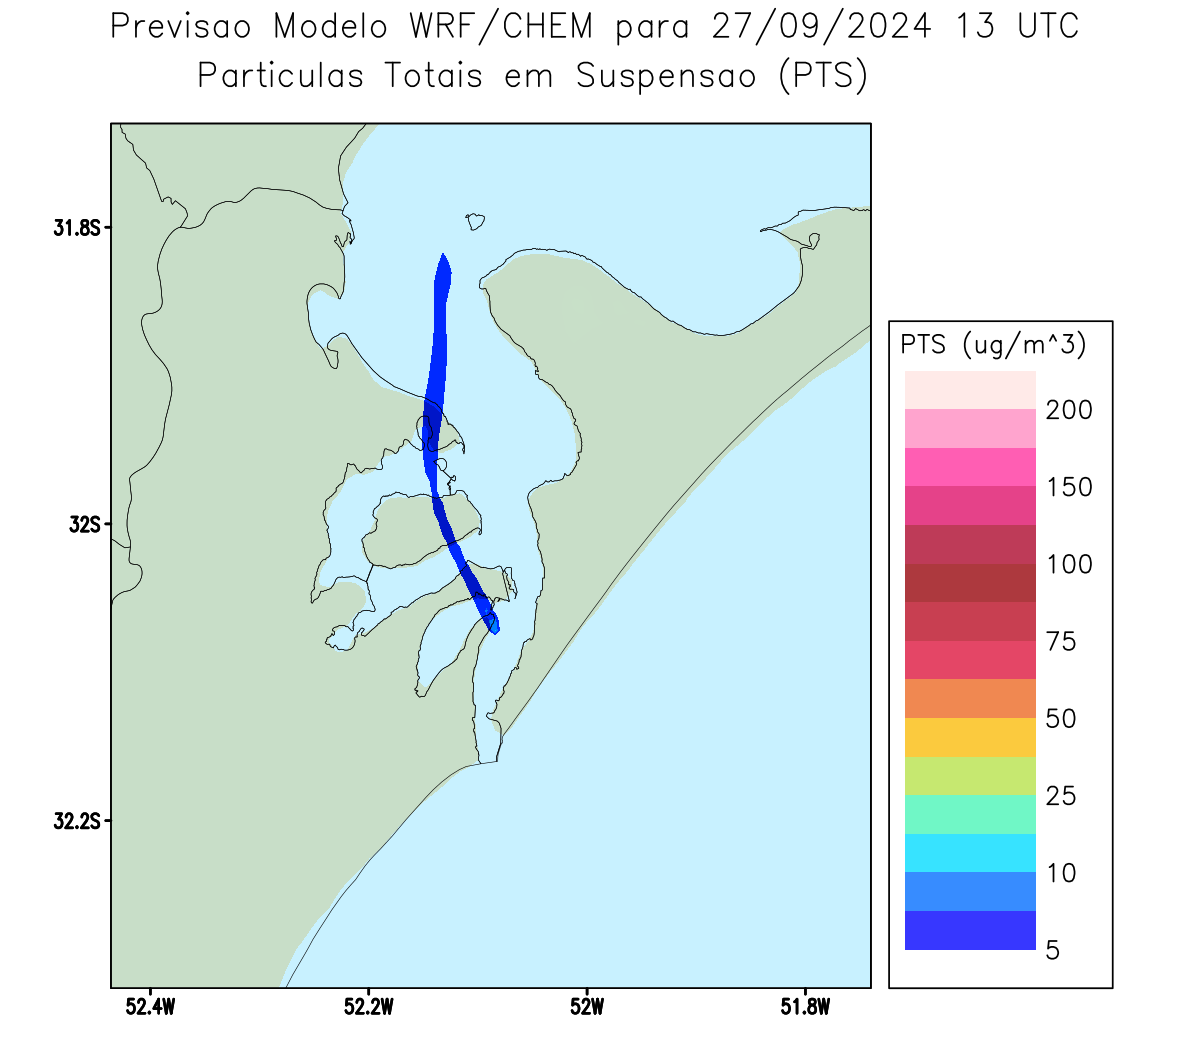 Previsao Modelo WRF/CHEM para 27/09/2024 13 UTC
Particulas Totais em Suspensao (PTS)
31.8S
32S
32.2S
52.4W
52.2W
52W
51.8W
PTS (ug/m^3)
200
150
100
75
50
25
10
5